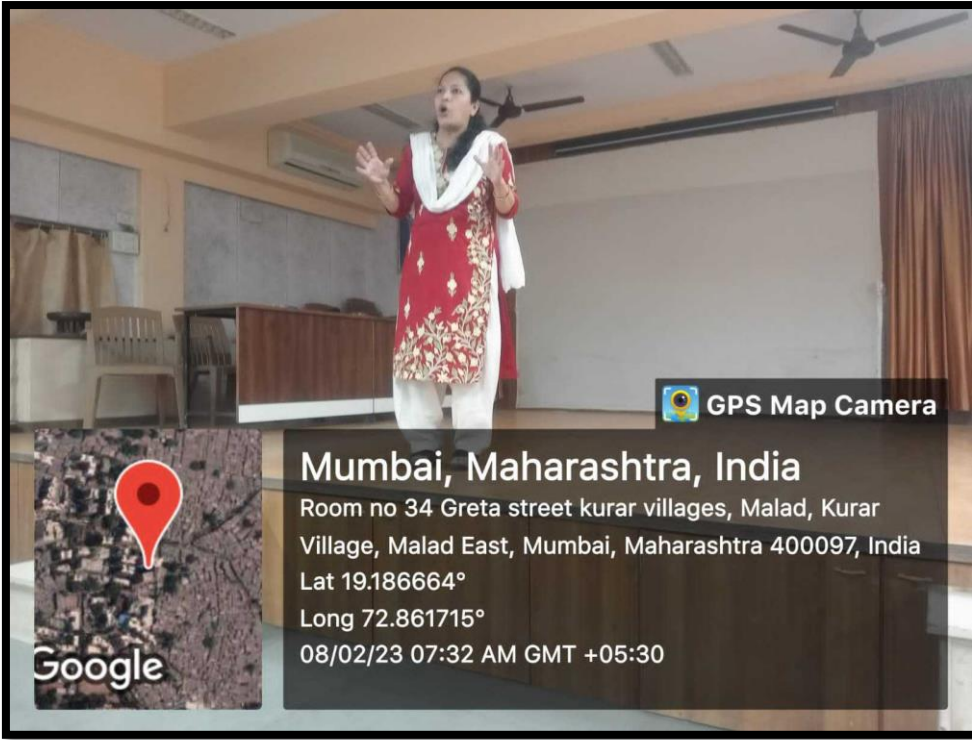 GPS Map Camera
Mumbai, Maharashtra, India
Room no 34 Greta street kurar villages, Malad, Kurar
Village, Malad East, Mumbai, Maharashtra 400097, India
Lat 19.186664°
Long 72.861715°
08/02/23 07:32 AM GMT +05:30
Google